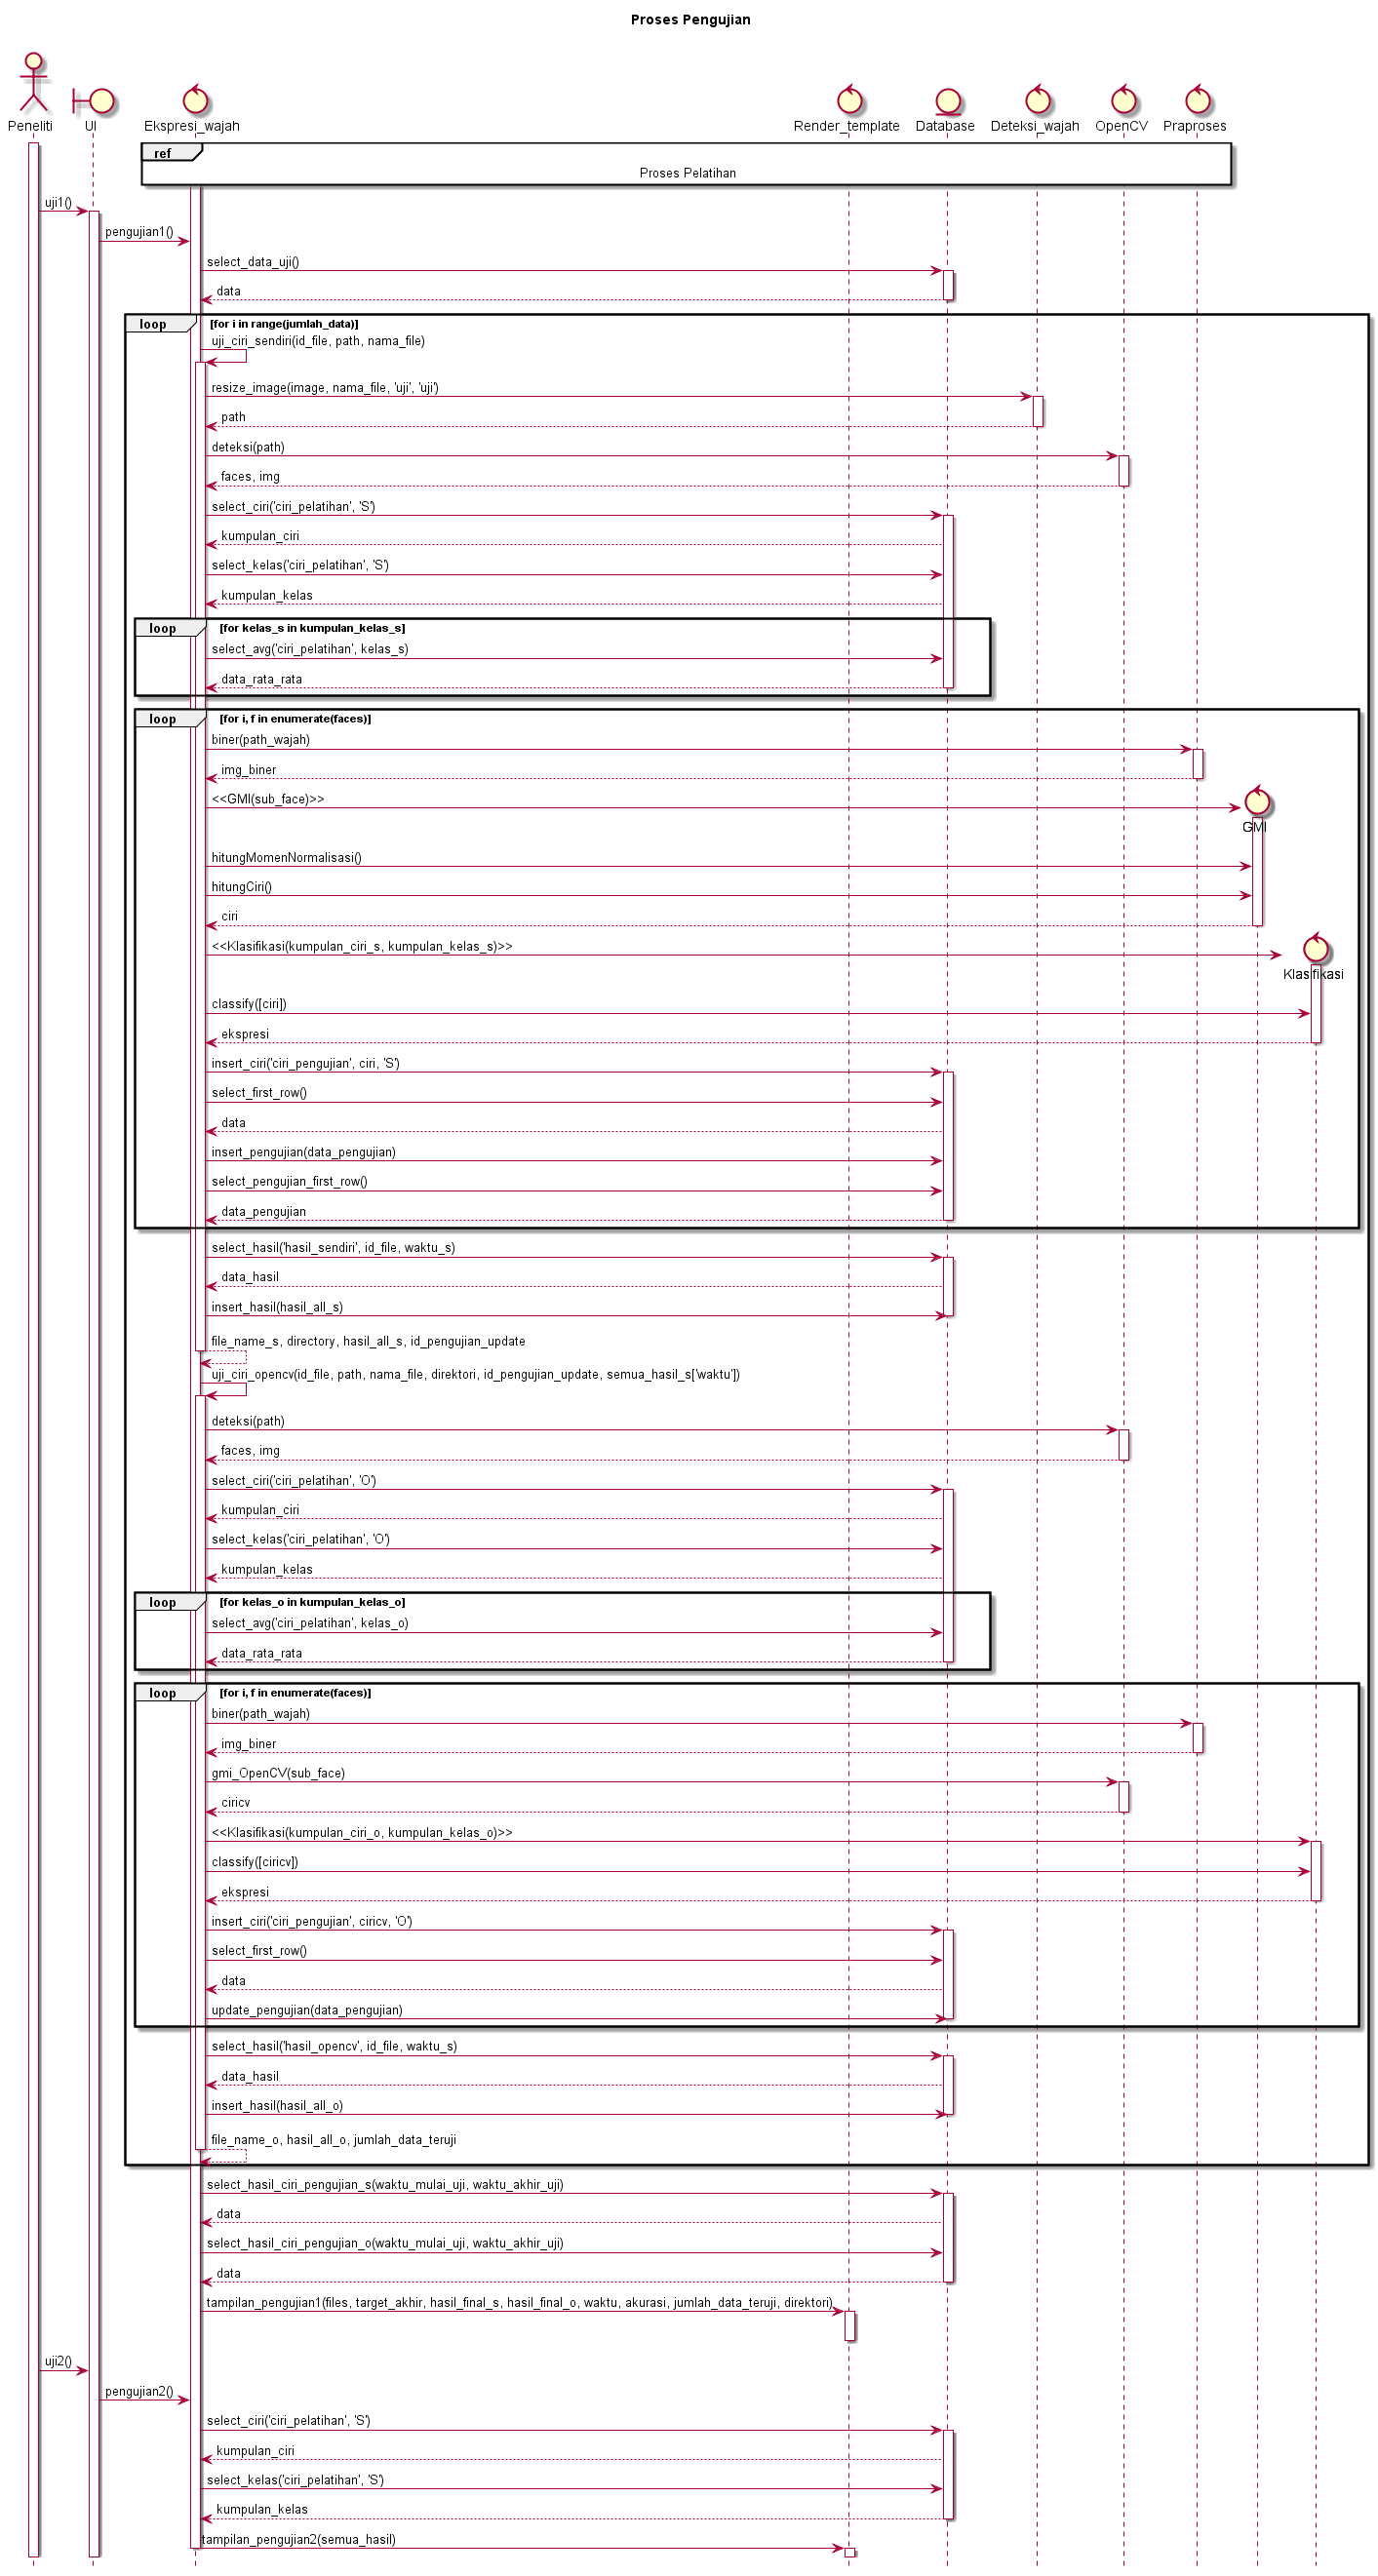 Proses Pengujian
Peneliti
UI
Ekspresi_wajah
Render_template
Database
Deteksi_wajah
OpenCV
Praproses
ref
Proses Pelatihan
uji1()
pengujian1()
select_data_uji()
data
loop [for i in range(jumlah_data)]
uji_ciri_sendiri(id_file, path, nama_file)
resize_image(image, nama_file, 'uji', 'uji')
path
deteksi(path)
faces, img
select_ciri('ciri_pelatihan', 'S')
kumpulan_ciri
select_kelas('ciri_pelatihan', 'S')
kumpulan_kelas
loop [for kelas_s in kumpulan_kelas_s]
select_avg('ciri_pelatihan', kelas_s)
data_rata_rata
loop [for i, f in enumerate(faces)]
biner(path_wajah)
img_biner
<<GMI(sub_face)>>
GMI
hitungMomenNormalisasi()
hitungCiri()
ciri
<<Klasifikasi(kumpulan_ciri_s, kumpulan_kelas_s)>>
Klasifikasi
classify([ciri])
ekspresi
insert_ciri('ciri_pengujian', ciri, 'S')
select_first_row()
data
insert_pengujian(data_pengujian)
select_pengujian_first_row()
data_pengujian
select_hasil('hasil_sendiri', id_file, waktu_s)
data_hasil
insert_hasil(hasil_all_s)
file_name_s, directory, hasil_all_s, id_pengujian_update
uji_ciri_opencv(id_file, path, nama_file, direktori, id_pengujian_update, semua_hasil_s['waktu'])
deteksi(path)
faces, img
select_ciri('ciri_pelatihan', 'O')
kumpulan_ciri
select_kelas('ciri_pelatihan', 'O')
kumpulan_kelas
loop [for kelas_o in kumpulan_kelas_o]
select_avg('ciri_pelatihan', kelas_o)
data_rata_rata
loop [for i, f in enumerate(faces)]
biner(path_wajah)
img_biner
gmi_OpenCV(sub_face)
ciricv
<<Klasifikasi(kumpulan_ciri_o, kumpulan_kelas_o)>>
classify([ciricv])
ekspresi
insert_ciri('ciri_pengujian', ciricv, 'O')
select_first_row()
data
update_pengujian(data_pengujian)
select_hasil('hasil_opencv', id_file, waktu_s)
data_hasil
insert_hasil(hasil_all_o)
file_name_o, hasil_all_o, jumlah_data_teruji
select_hasil_ciri_pengujian_s(waktu_mulai_uji, waktu_akhir_uji)
data
select_hasil_ciri_pengujian_o(waktu_mulai_uji, waktu_akhir_uji)
data
tampilan_pengujian1(files, target_akhir, hasil_final_s, hasil_final_o, waktu, akurasi, jumlah_data_teruji, direktori)
uji2()
pengujian2()
select_ciri('ciri_pelatihan', 'S')
kumpulan_ciri
select_kelas('ciri_pelatihan', 'S')
kumpulan_kelas
tampilan_pengujian2(semua_hasil)